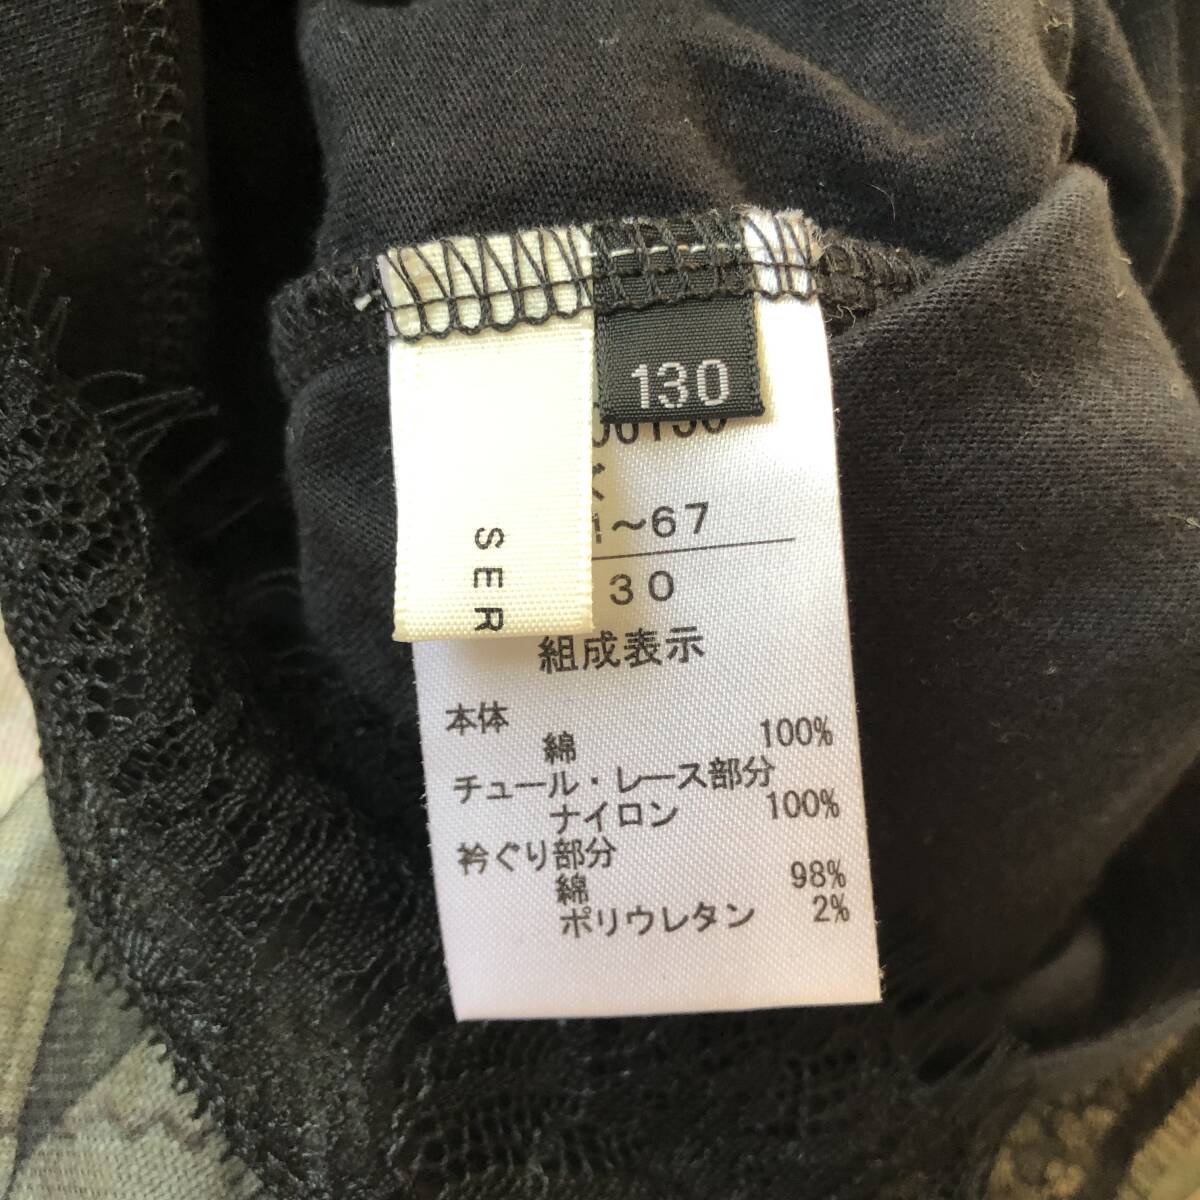 130
SER
1～67
30
組成表示
本体
綿 100%
チュール・レース部分
ナイロン 100%
衿ぐり部分
綿 98%
ポリウレタン 2%